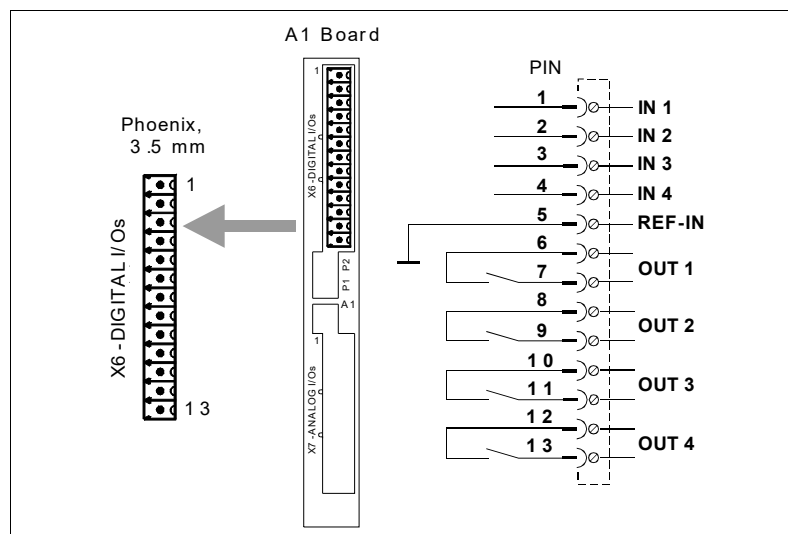 A1 Board
1
X6-DIGITAL I/Os
P1 P2
A1
1
X7-ANALOG I/Os
Phoenix,
3.5 mm
1
X6-DIGITAL I/Os
13
PIN
1 IN 1
2 IN 2
3 IN 3
4 IN 4
5 REF-IN
6
7 OUT 1
8
9 OUT 2
10
11 OUT 3
12
13 OUT 4